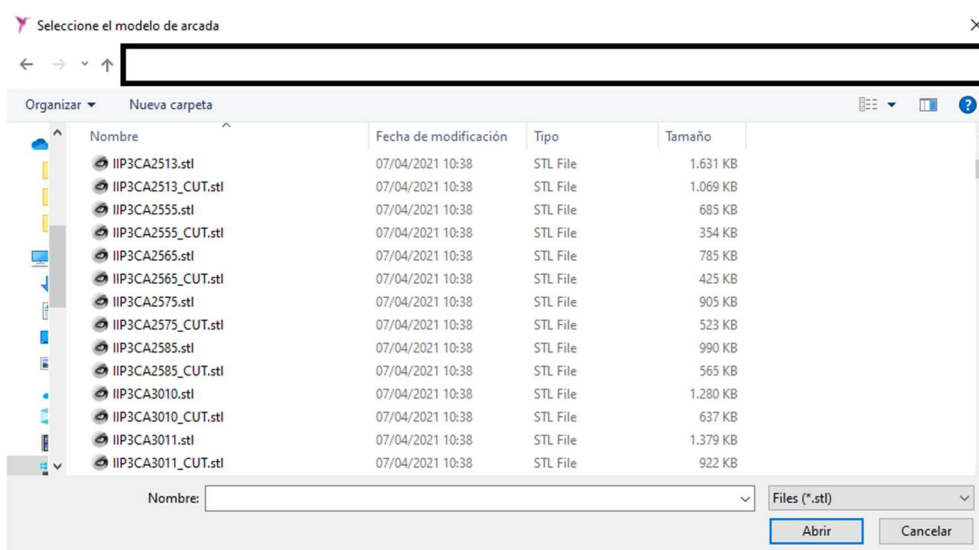 Seleccione el modelo de arcada
Organizar Nueva carpeta
Nombre Fecha de modificación Tipo Tamaño
IIP3CA2513.stl 07/04/2021 10:38 STL File 1.631 KB
IIP3CA2513_CUT.stl 07/04/2021 10:38 STL File 1.069 KB
IIP3CA2555.stl 07/04/2021 10:38 STL File 685 KB
IIP3CA2555_CUT.stl 07/04/2021 10:38 STL File 354 KB
IIP3CA2565.stl 07/04/2021 10:38 STL File 785 KB
IIP3CA2565_CUT.stl 07/04/2021 10:38 STL File 425 KB
IIP3CA2575.stl 07/04/2021 10:38 STL File 905 KB
IIP3CA2575_CUT.stl 07/04/2021 10:38 STL File 523 KB
IIP3CA2585.stl 07/04/2021 10:38 STL File 990 KB
IIP3CA2585_CUT.stl 07/04/2021 10:38 STL File 565 KB
IIP3CA3010.stl 07/04/2021 10:38 STL File 1.280 KB
IIP3CA3010_CUT.stl 07/04/2021 10:38 STL File 637 KB
IIP3CA3011.stl 07/04/2021 10:38 STL File 1.379 KB
IIP3CA3011_CUT.stl 07/04/2021 10:38 STL File 922 KB
Nombre: Files (*.stl)
Abrir Cancelar